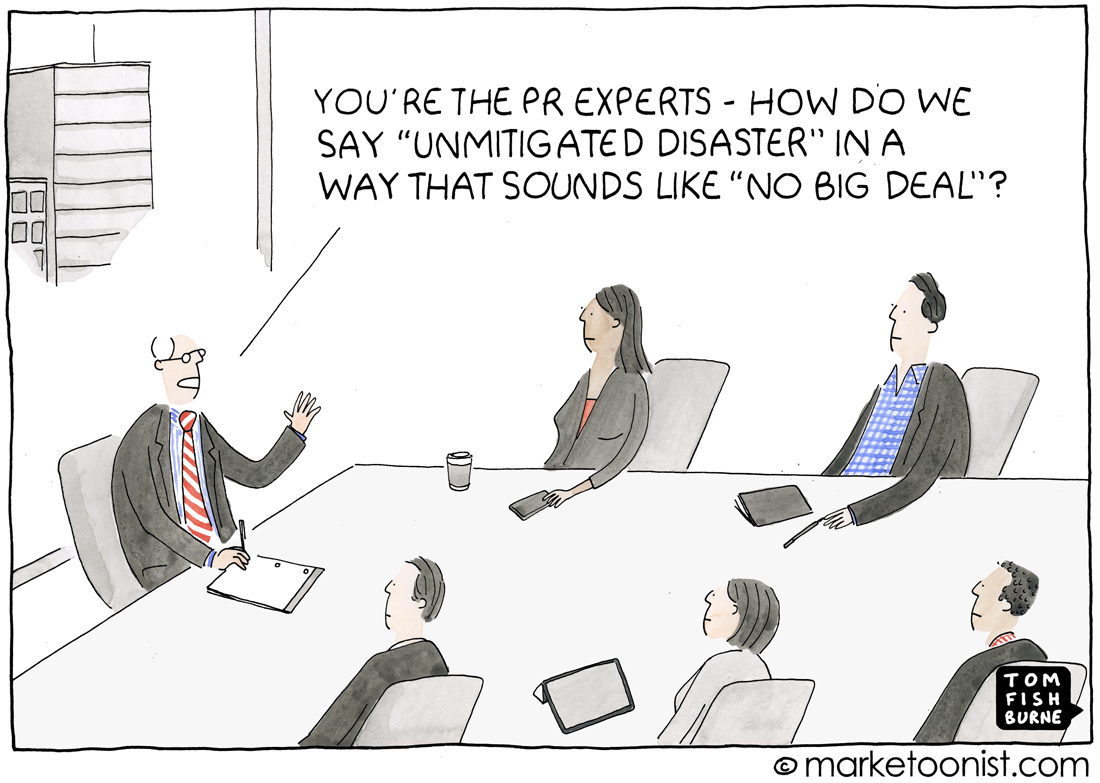 YOU'RE THE PR EXPERTS - HOW DO WE
SAY "UNMITIGATED DISASTER" IN A
WAY THAT SOUNDS LIKE "NO BIG DEAL"?
TOM
FISH
BURNE
© marketoonist.com